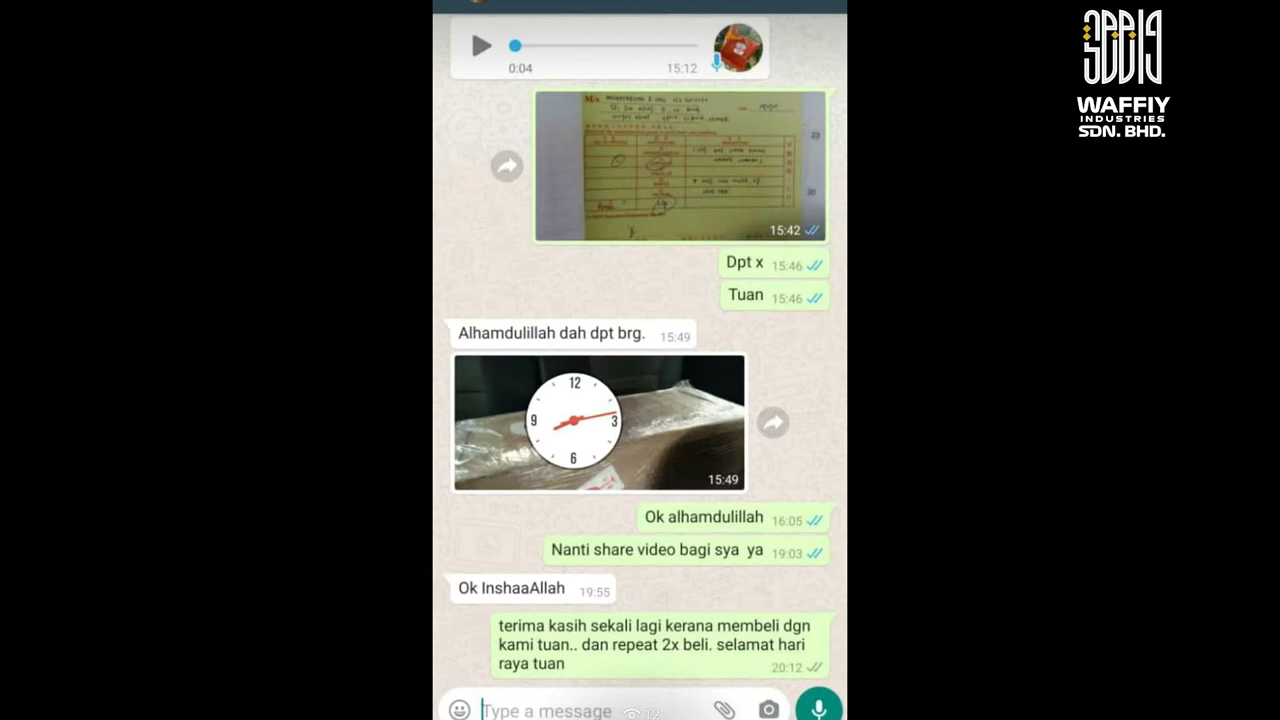 WAFFIY
INDUSTRIES
SDN. BHD.
0:04
15:12
15:42
Dpt x 15:46
Tuan 15:46
Alhamdulillah dah dpt brg. 15:49
12
9
3
6
15:49
Ok alhamdulillah 16:05
Nanti share video bagi sya ya 19:03
Ok InshaaAllah 19:55
terima kasih sekali lagi kerana membeli dgn
kami tuan.. dan repeat 2x beli. selamat hari
raya tuan 20:12
Type a message
12